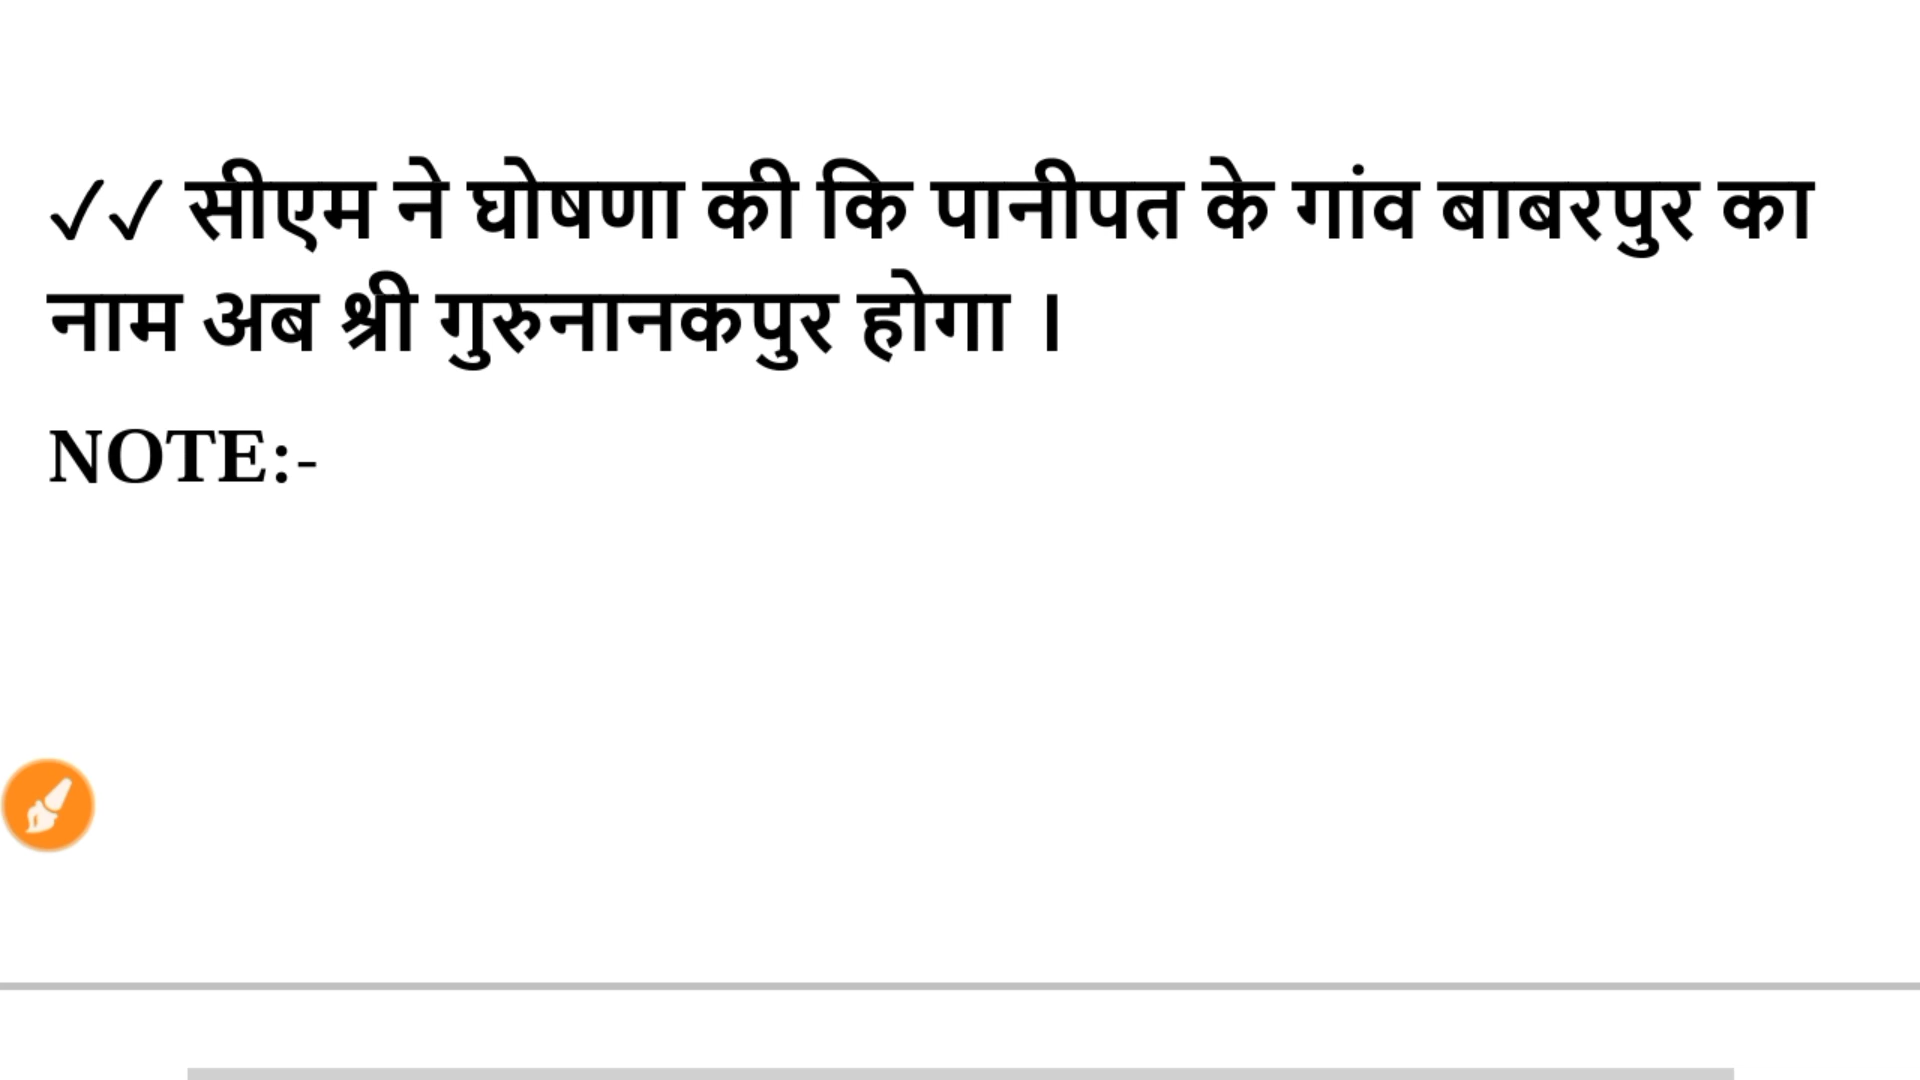 ✓✓ सीएम ने घोषणा की कि पानीपत के गांव बाबरपुर का
नाम अब श्री गुरुनानकपुर होगा ।
NOTE:-